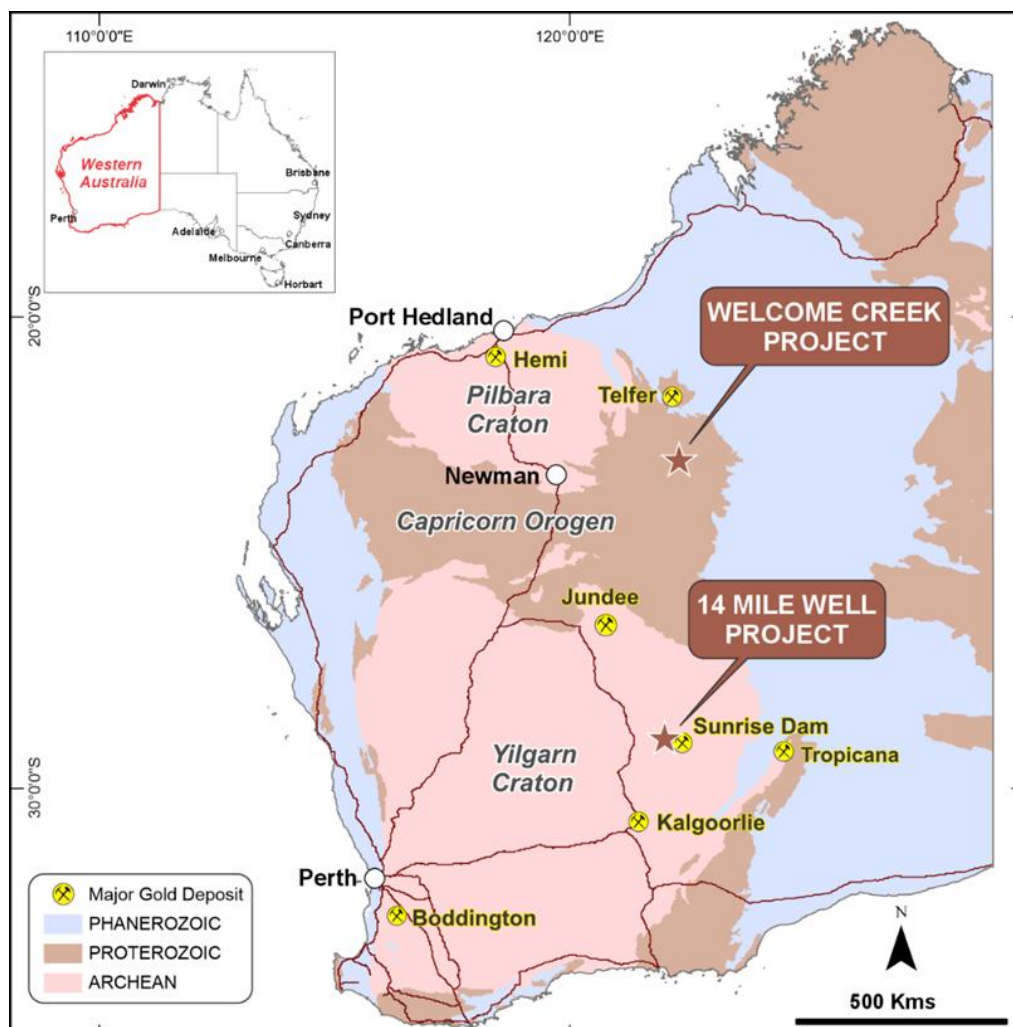 110°0'0"E
120°0'0"E
20°0'0"S
30°0'0"S
Darwin
Western
Australia
Brisbane
Perth
Sydney
Adelaide
Canberra
Melbourne
Horbart
WELCOME CREEK
PROJECT
Port Hedland
Hemi
Telfer
Pilbara
Craton
Newman
Capricorn Orogen
14 MILE WELL
PROJECT
Jundee
Sunrise Dam
Tropicana
Yilgarn
Craton
Kalgoorlie
Perth
Boddington
Major Gold Deposit
PHANEROZOIC
PROTEROZOIC
ARCHEAN
N
500 Kms